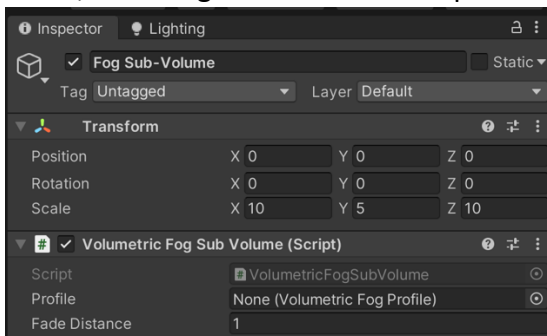 Inspector Lighting
Fog Sub-Volume Static
Tag Untagged Layer Default
Transform
Position X 0 Y 0 Z 0
Rotation X 0 Y 0 Z 0
Scale X 10 Y 5 Z 10
# Volumetric Fog Sub Volume (Script)
Script # VolumetricFogSubVolume
Profile None (Volumetric Fog Profile)
Fade Distance 1